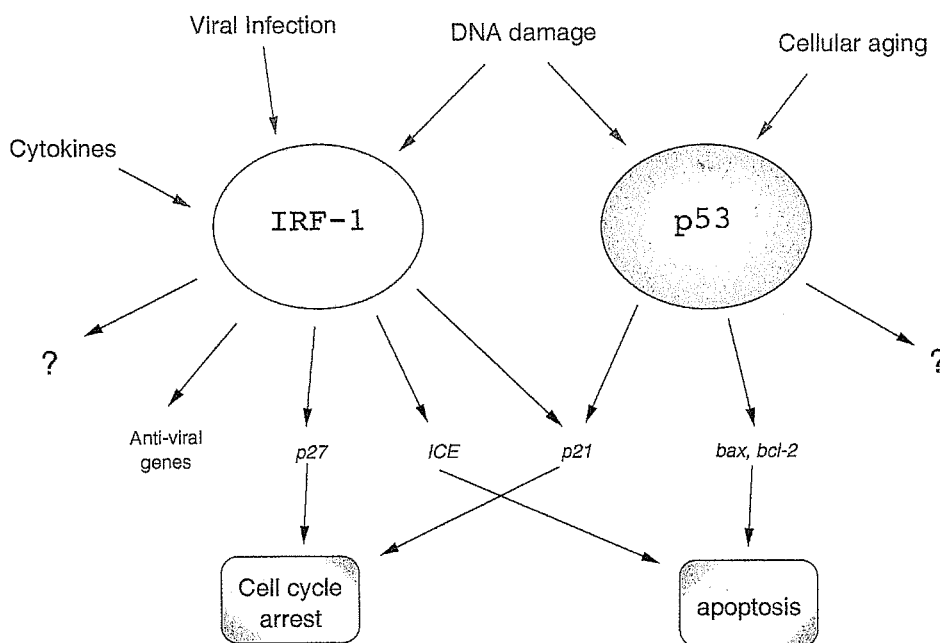 Viral Infection
DNA damage
Cellular aging
Cytokines
IRF-1
p53
?
?
Anti-viral
genes
p27
ICE
p21
bax, bcl-2
Cell cycle
arrest
apoptosis